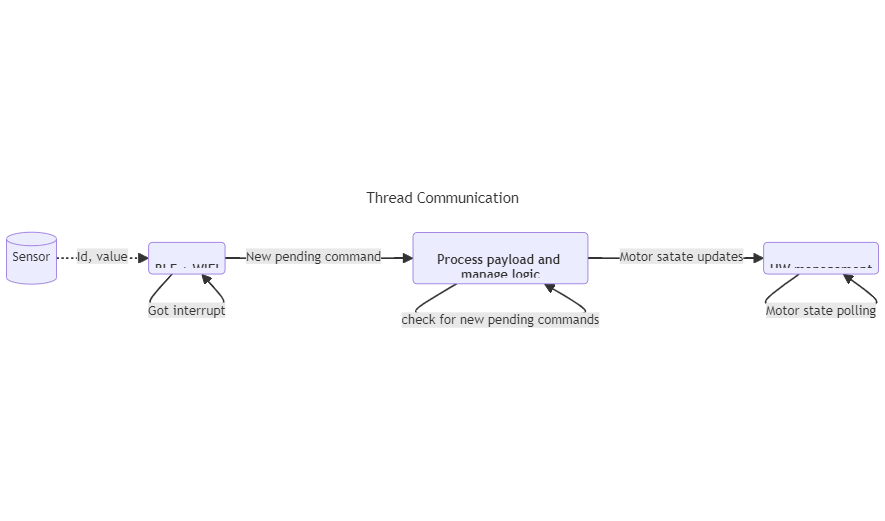 Thread Communication
Sensor
Id, value
BLE + WIFI
New pending command
Process payload and
manage logic
Motor satate updates
HW management
Got interrupt
check for new pending commands
Motor state polling